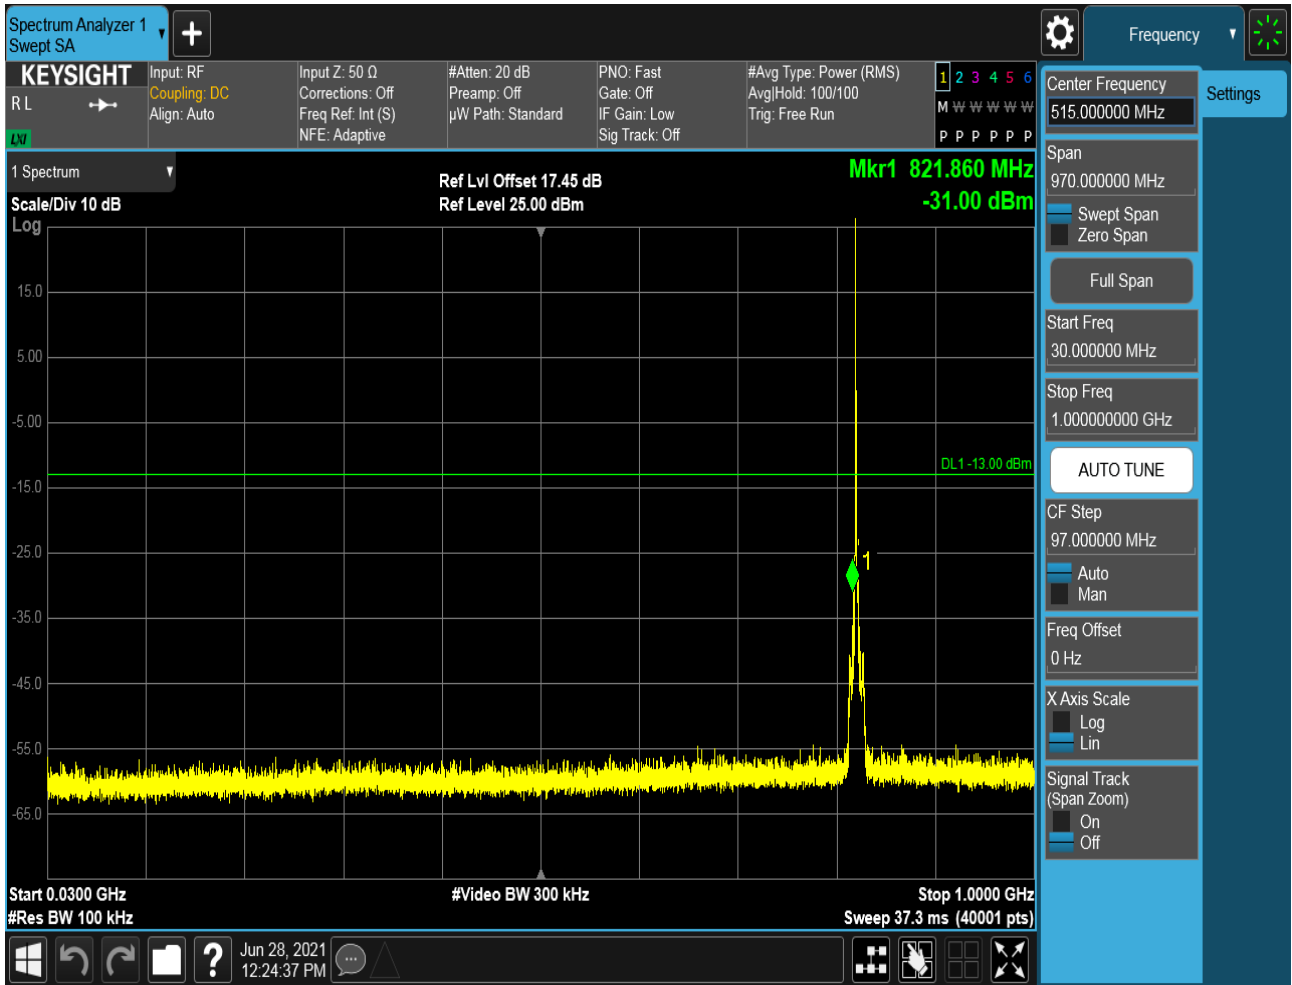 Spectrum Analyzer 1
Swept SA
Frequency
KEYSIGHT
R L
LXI
Input: RF
Coupling: DC
Align: Auto
Input Z: 50 Ω
Corrections: Off
Freq Ref: Int (S)
NFE: Adaptive
#Atten: 20 dB
Preamp: Off
µW Path: Standard
PNO: Fast
Gate: Off
IF Gain: Low
Sig Track: Off
#Avg Type: Power (RMS)
Avg|Hold: 100/100
Trig: Free Run
1 2 3 4 5 6
M W W W W W
P P P P P P
1 Spectrum
Scale/Div 10 dB
Log
Ref Lvl Offset 17.45 dB
Ref Level 25.00 dBm
Mkr1 821.860 MHz
-31.00 dBm
15.0
5.00
-5.00
DL1 -13.00 dBm
-15.0
-25.0
1
-35.0
-45.0
-55.0
-65.0
Start 0.0300 GHz
#Res BW 100 kHz
#Video BW 300 kHz
Stop 1.0000 GHz
Sweep 37.3 ms (40001 pts)
Center Frequency
515.000000 MHz
Settings
Span
970.000000 MHz
Swept Span
Zero Span
Full Span
Start Freq
30.000000 MHz
Stop Freq
1.000000000 GHz
AUTO TUNE
CF Step
97.000000 MHz
Auto
Man
Freq Offset
0 Hz
X Axis Scale
Log
Lin
Signal Track
(Span Zoom)
On
Off
?
Jun 28, 2021
12:24:37 PM